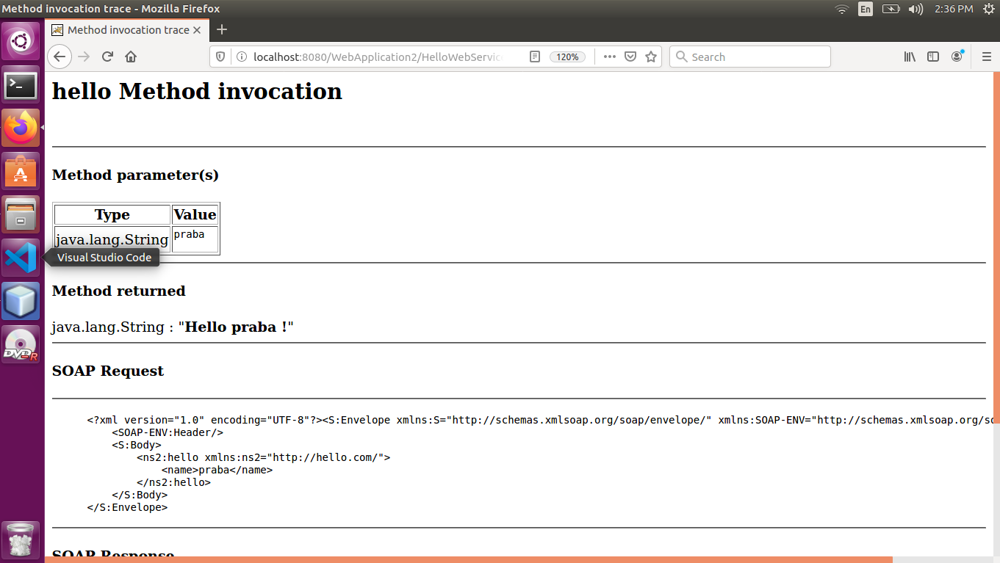 Method invocation trace - Mozilla Firefox
En
2:36 PM
Method invocation trace
localhost:8080/WebApplication2/HelloWebService
120%
Search
hello Method invocation
Method parameter(s)
Type Value
java.lang.String praba
Visual Studio Code
Method returned
java.lang.String : "Hello praba !"
SOAP Request
<?xml version="1.0" encoding="UTF-8"?><S:Envelope xmlns:S="http://schemas.xmlsoap.org/soap/envelope/" xmlns:SOAP-ENV="http://schemas.xmlsoap.org/so
<SOAP-ENV:Header/>
<S:Body>
<ns2:hello xmlns:ns2="http://hello.com/">
<name>praba</name>
</ns2:hello>
</S:Body>
</S:Envelope>
SOAP Response
DVD-R